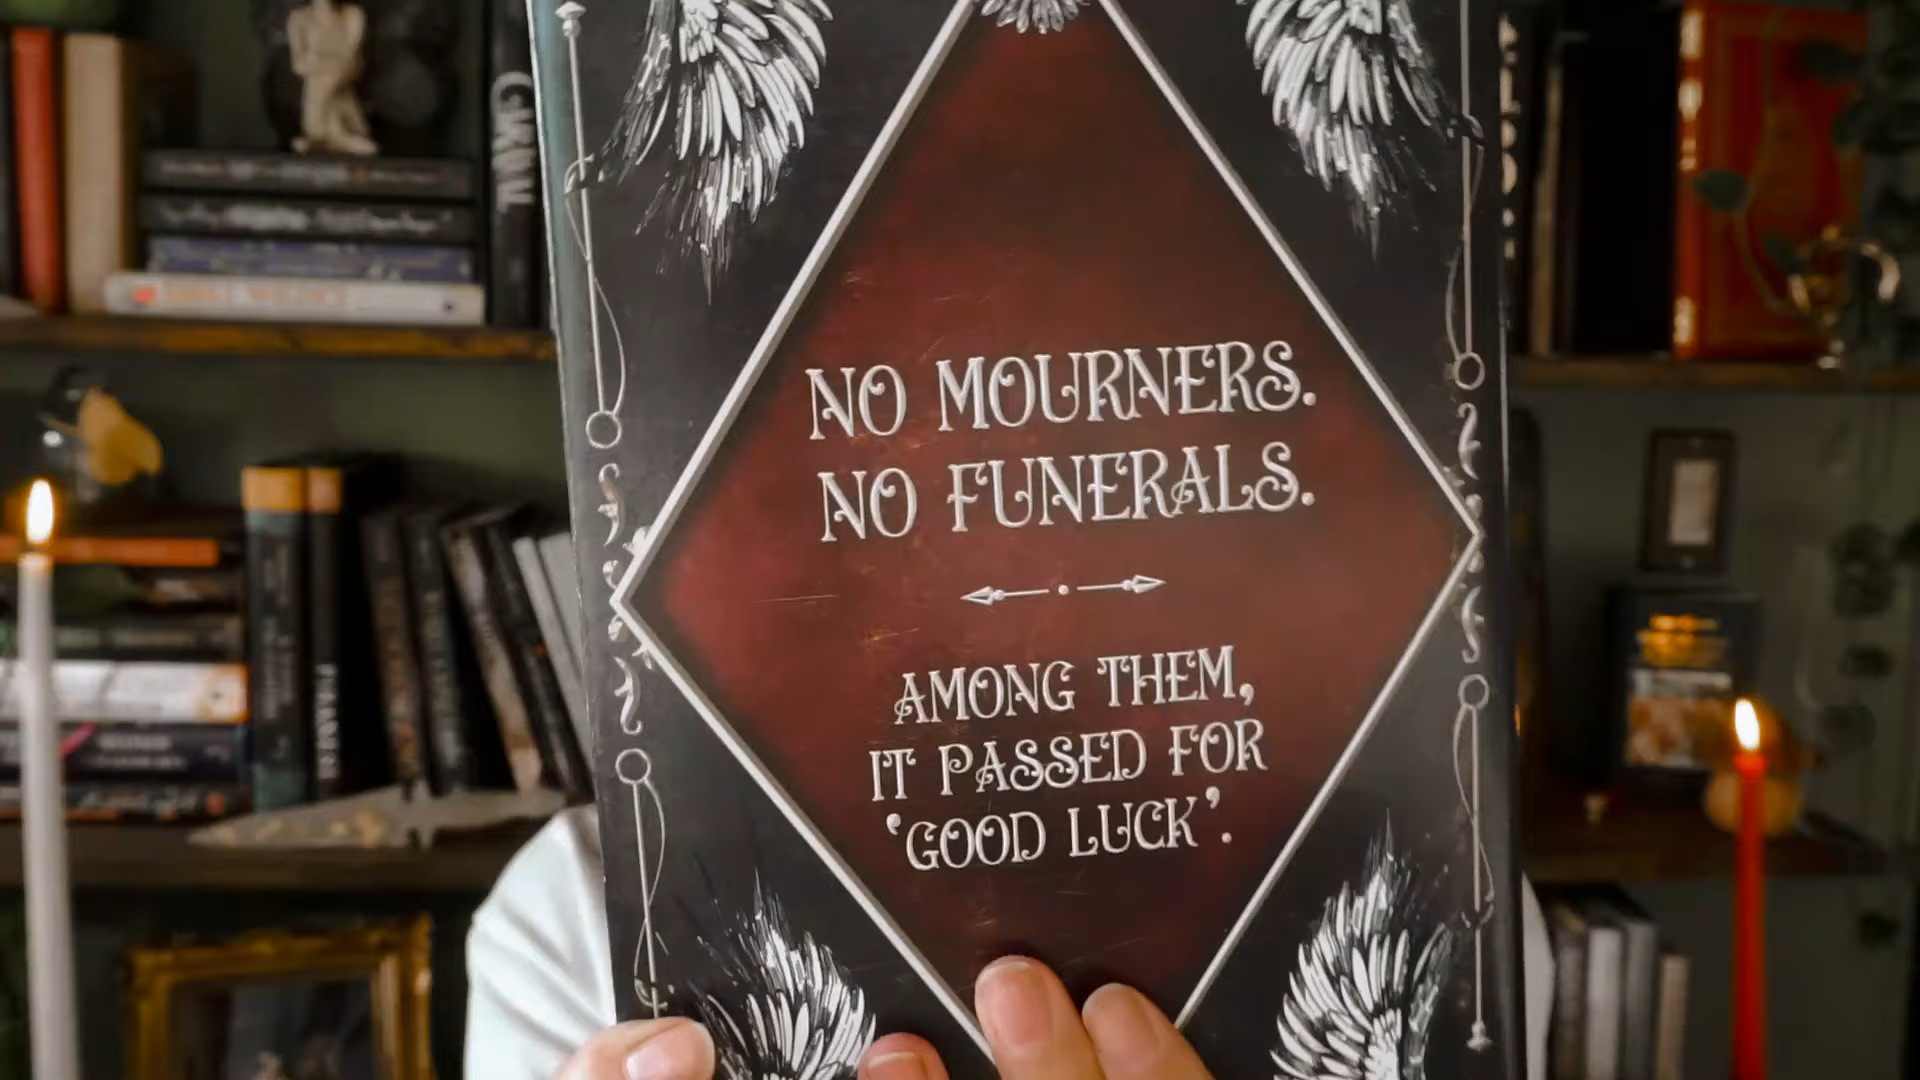 NO MOURNERS.
NO FUNERALS.
AMONG THEM,
IT PASSED FOR
'GOOD LUCK'.